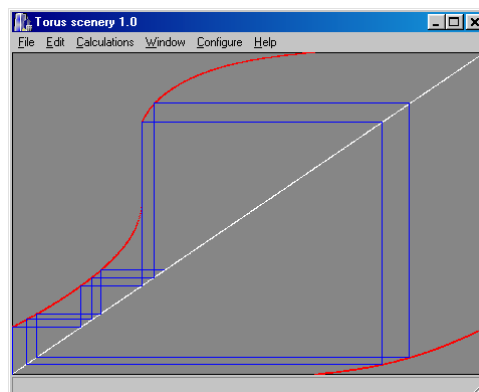 Torus scenery 1.0
File Edit Calculations Window Configure Help